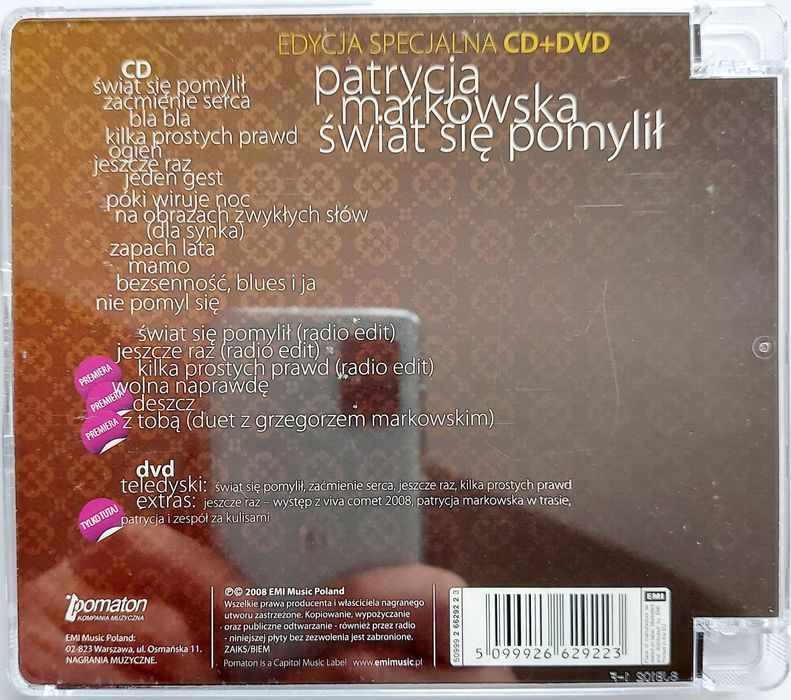 EDYCJA SPECJALNA CD+DVD
patrycja
markowska
świat się pomylił
CD
świat się pomylił
zaćmienie serca
bla bla
kilka prostych prawd
ogień
jeszcze raz
jeden gest
póki wiruje noc
na obrazach zwykłych słów
(dla synka)
zapach lata
mamo
bezsenność, blues i ja
nie pomyl się
świat się pomylił (radio edit)
jeszcze raz (radio edit)
kilka prostych prawd (radio edit)
PREMIERA wolna naprawdę
PREMIERA deszcz
PREMIERA z tobą (duet z grzegorzem markowskim)
dvd
teledyski: świat się pomylił, zaćmienie serca, jeszcze raz, kilka prostych prawd
extras: jeszcze raz – występ z viva comet 2008, patrycja markowska w trasie,
TYLKO TUTAJ patrycja i zespół za kulisami
pomaton
KOMPANIA MUZYCZNA
EMI Music Poland:
02-823 Warszawa, ul. Osmańska 11,
NAGRANIA MUZYCZNE.
℗© 2008 EMI Music Poland
Wszelkie prawa producenta i właściciela nagranego
utworu zastrzeżone. Kopiowanie, wypożyczanie
oraz publiczne odtwarzanie - również przez radio
- niniejszej płyty bez zezwolenia jest zabronione.
ZAIKS/BIEM
Pomaton is a Capitol Music Label www.emimusic.pl
50999 2 66292 2 3
5 099926 629223
EMI